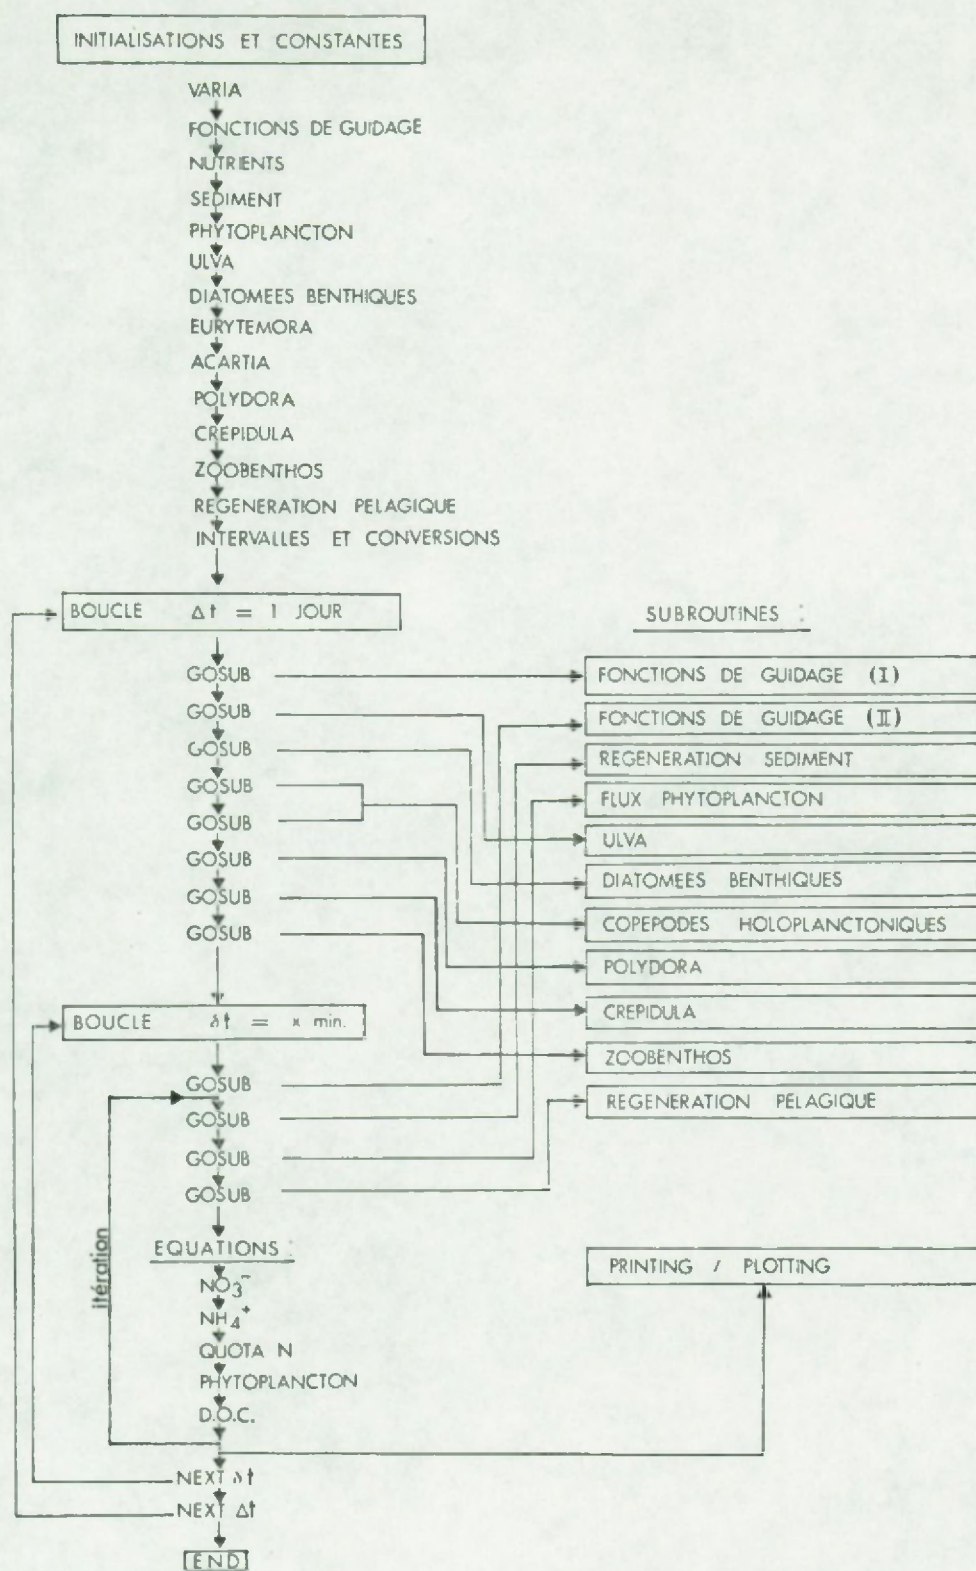 INITIALISATIONS ET CONSTANTES
VARIA
FONCTIONS DE GUIDAGE
NUTRIENTS
SEDIMENT
PHYTOPLANCTON
ULVA
DIATOMEES BENTHIQUES
EURYTEMORA
ACARTIA
POLYDORA
CREPIDULA
ZOOBENTHOS
REGENERATION PELAGIQUE
INTERVALLES ET CONVERSIONS
BOUCLE Δt = 1 JOUR
GOSUB
GOSUB
GOSUB
GOSUB
GOSUB
GOSUB
GOSUB
GOSUB
BOUCLE δt = x min.
GOSUB
GOSUB
GOSUB
GOSUB
itération
EQUATIONS :
NO₃⁻
NH₄⁺
QUOTA N
PHYTOPLANCTON
D.O.C.
NEXT δt
NEXT Δt
END
SUBROUTINES :
FONCTIONS DE GUIDAGE (I)
FONCTIONS DE GUIDAGE (II)
REGENERATION SEDIMENT
FLUX PHYTOPLANCTON
ULVA
DIATOMEES BENTHIQUES
COPEPODES HOLOPLANCTONIQUES
POLYDORA
CREPIDULA
ZOOBENTHOS
REGENERATION PELAGIQUE
PRINTING / PLOTTING